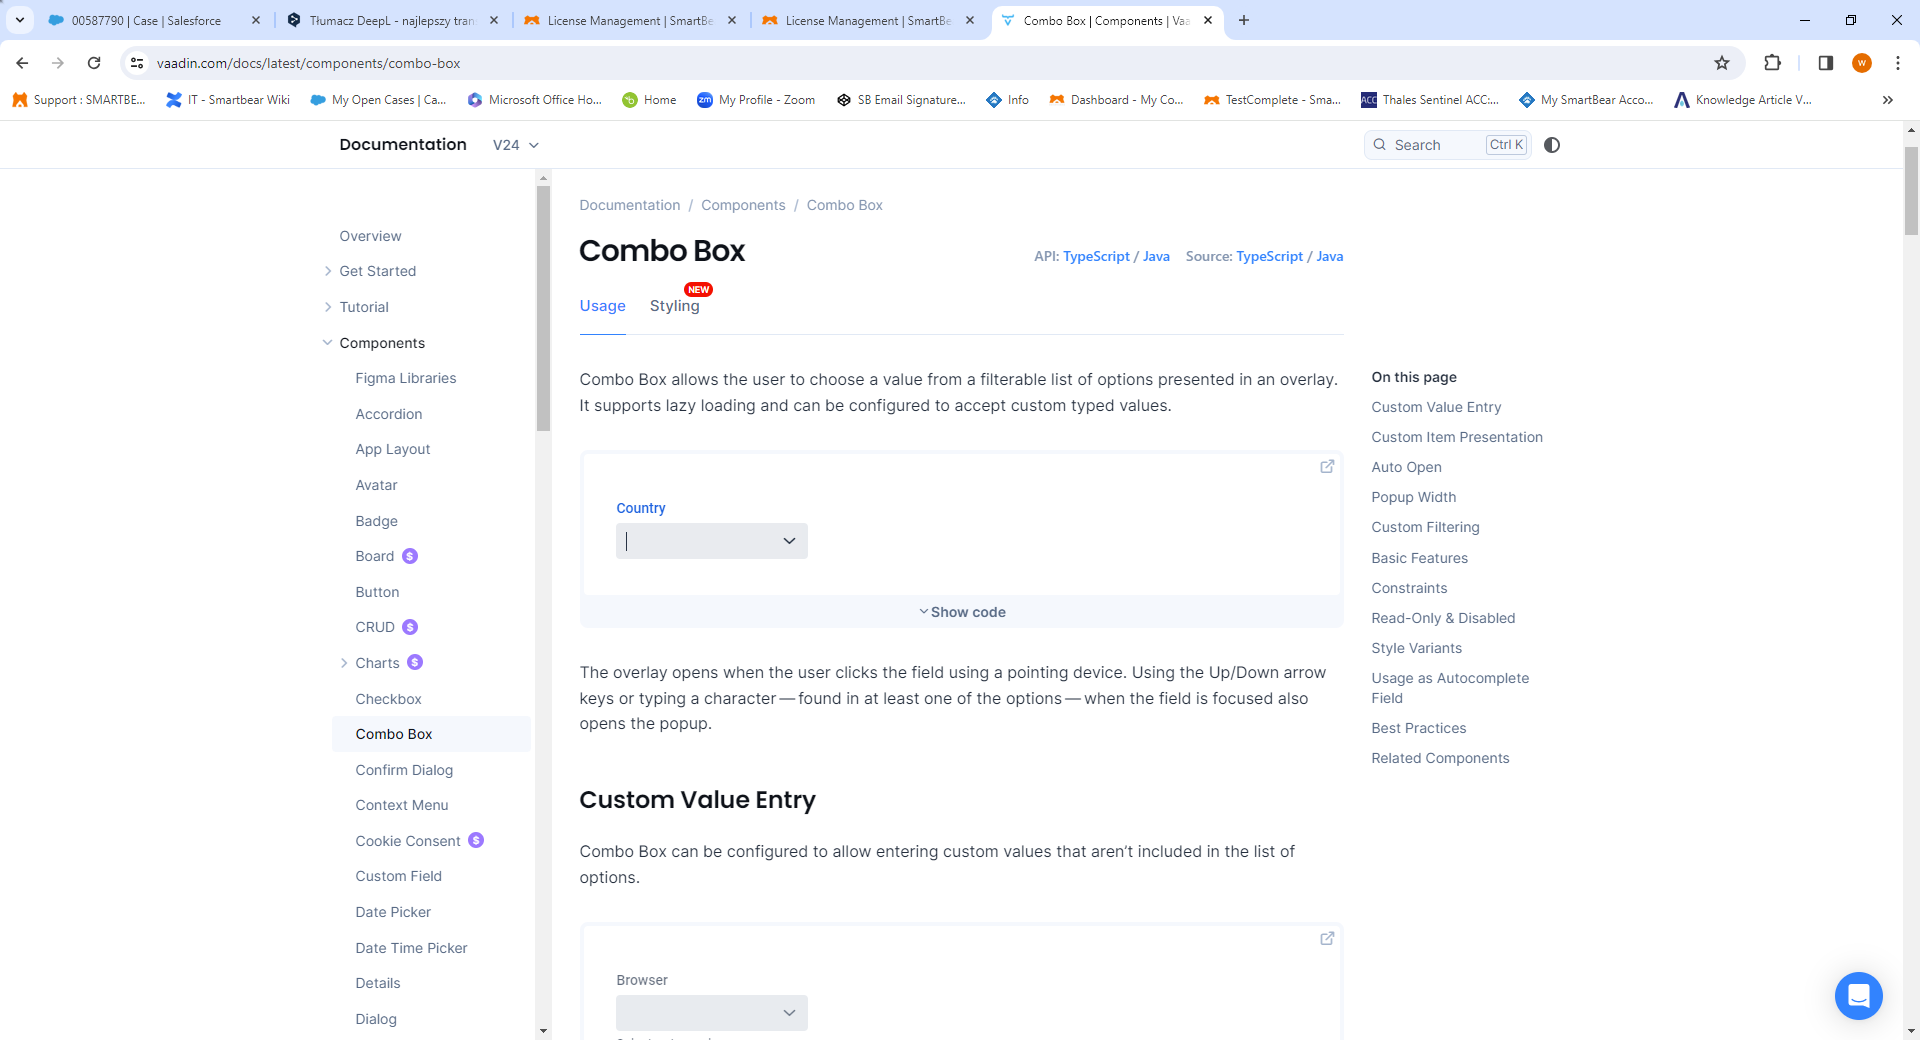 00587790 | Case | Salesforce
Tłumacz DeepL - najlepszy tran
License Management | SmartBe
License Management | SmartBe
Combo Box | Components | Vaa
vaadin.com/docs/latest/components/combo-box
W
Support : SMARTBE...
IT - Smartbear Wiki
My Open Cases | Ca...
Microsoft Office Ho...
Home
My Profile - Zoom
SB Email Signature...
Info
Dashboard - My Co...
TestComplete - Sma...
Thales Sentinel ACC:...
My SmartBear Acco...
Knowledge Article V...
Documentation
V24
Search
Ctrl K
Overview
Get Started
Tutorial
Components
Figma Libraries
Accordion
App Layout
Avatar
Badge
Board $
Button
CRUD $
Charts $
Checkbox
Combo Box
Confirm Dialog
Context Menu
Cookie Consent $
Custom Field
Date Picker
Date Time Picker
Details
Dialog
Documentation / Components / Combo Box
Combo Box
API: TypeScript / Java Source: TypeScript / Java
Usage
Styling
NEW
Combo Box allows the user to choose a value from a filterable list of options presented in an overlay.
It supports lazy loading and can be configured to accept custom typed values.
Country
Show code
The overlay opens when the user clicks the field using a pointing device. Using the Up/Down arrow
keys or typing a character — found in at least one of the options — when the field is focused also
opens the popup.
Custom Value Entry
Combo Box can be configured to allow entering custom values that aren’t included in the list of
options.
Browser
On this page
Custom Value Entry
Custom Item Presentation
Auto Open
Popup Width
Custom Filtering
Basic Features
Constraints
Read-Only & Disabled
Style Variants
Usage as Autocomplete
Field
Best Practices
Related Components